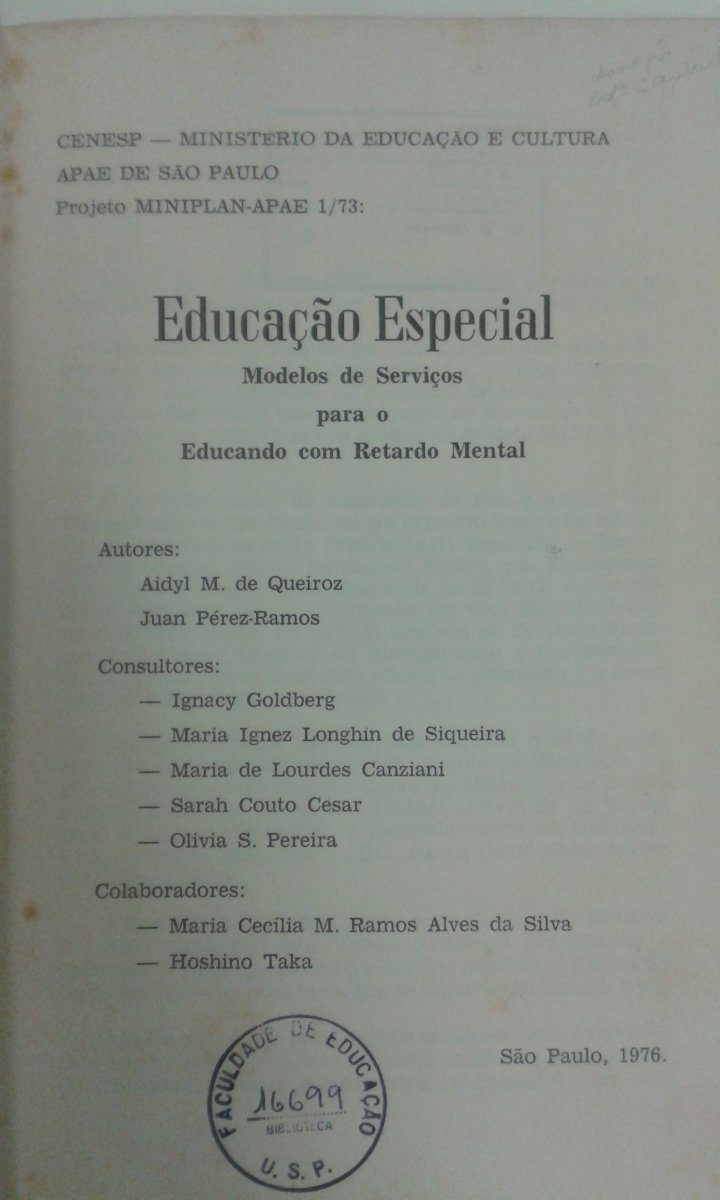 CENESP — MINISTÉRIO DA EDUCAÇÃO E CULTURA
APAE DE SÃO PAULO
Projeto MINIPLAN-APAE 1/73:
Educação Especial
Modelos de Serviços
para o
Educando com Retardo Mental
Autores:
Aidyl M. de Queiroz
Juan Pérez-Ramos
Consultores:
— Ignacy Goldberg
— Maria Ignez Longhin de Siqueira
— Maria de Lourdes Canziani
— Sarah Couto Cesar
— Olivia S. Pereira
Colaboradores:
— Maria Cecília M. Ramos Alves da Silva
— Hoshino Taka
São Paulo, 1976.
FACULDADE DE EDUCAÇÃO
16699
BIBLIOTECA
U. S. P.